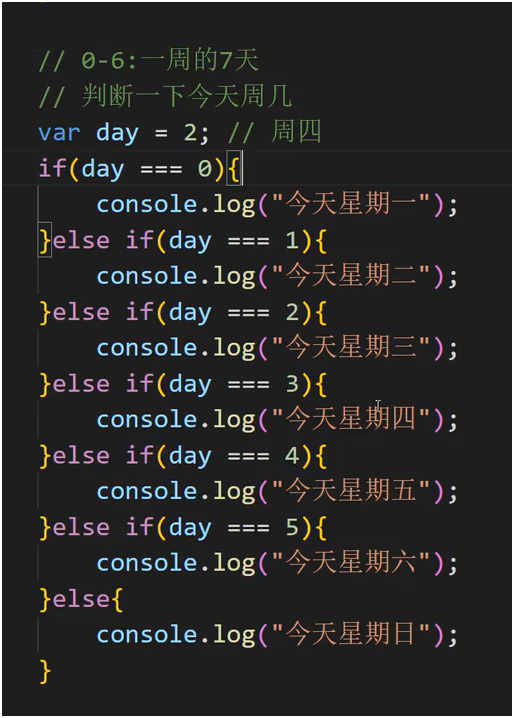 // 0-6:一周的7天
// 判断一下今天周几
var day = 2; // 周四
if(day === 0){
console.log("今天星期一");
}else if(day === 1){
console.log("今天星期二");
}else if(day === 2){
console.log("今天星期三");
}else if(day === 3){
console.log("今天星期四");
}else if(day === 4){
console.log("今天星期五");
}else if(day === 5){
console.log("今天星期六");
}else{
console.log("今天星期日");
}